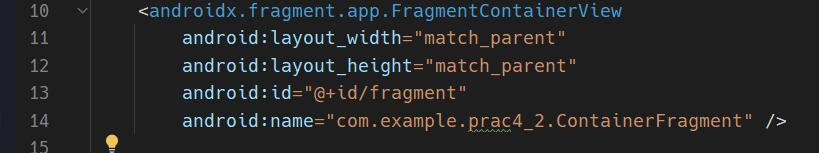 10 <androidx.fragment.app.FragmentContainerView
11 android:layout_width="match_parent"
12 android:layout_height="match_parent"
13 android:id="@+id/fragment"
14 android:name="com.example.prac4_2.ContainerFragment" />
15